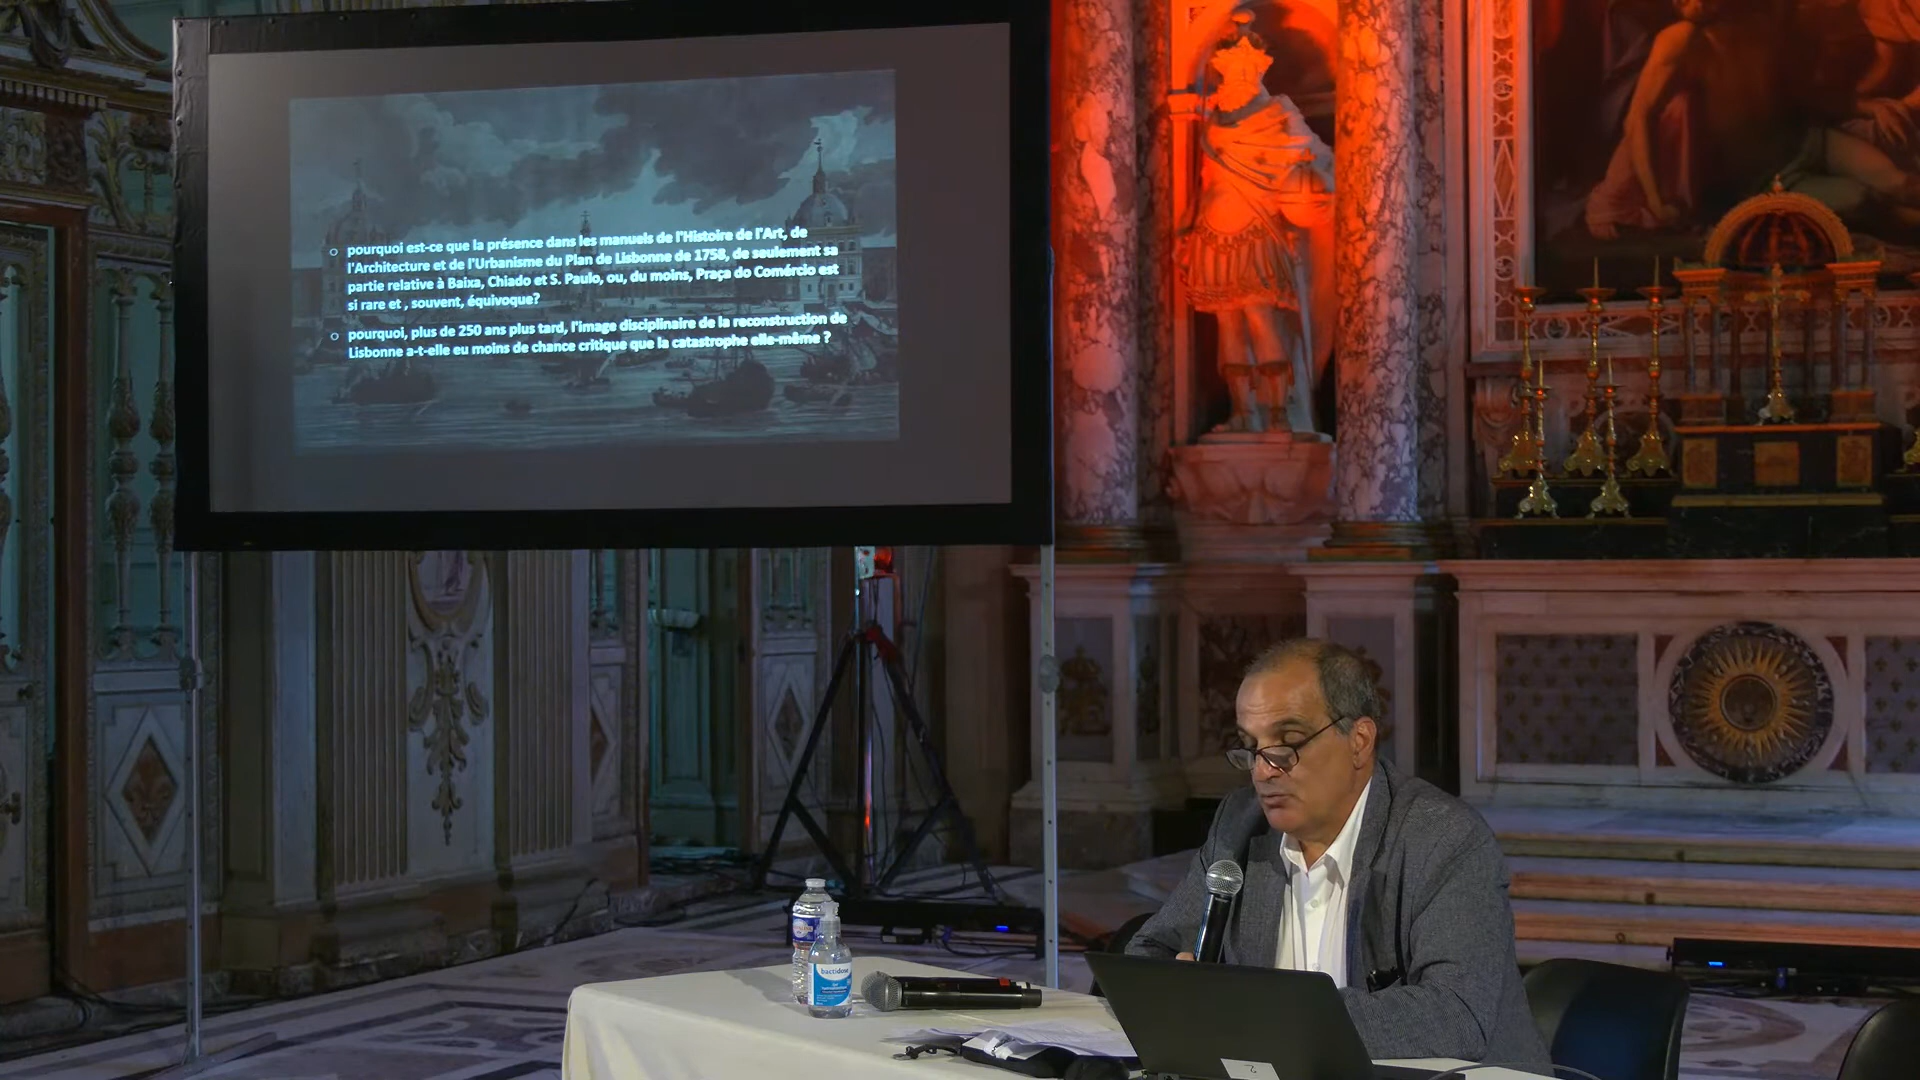 pourquoi est-ce que la présence dans les manuels de l'Histoire de l'Art, de
l'Architecture et de l'Urbanisme du Plan de Lisbonne de 1758, de seulement sa
partie relative à Baixa, Chiado et S. Paulo, ou, du moins, Praça do Comércio est
si rare et , souvent, équivoque?
pourquoi, plus de 250 ans plus tard, l'image disciplinaire de la reconstruction de
Lisbonne a-t-elle eu moins de chance critique que la catastrophe elle-même ?
bactidose